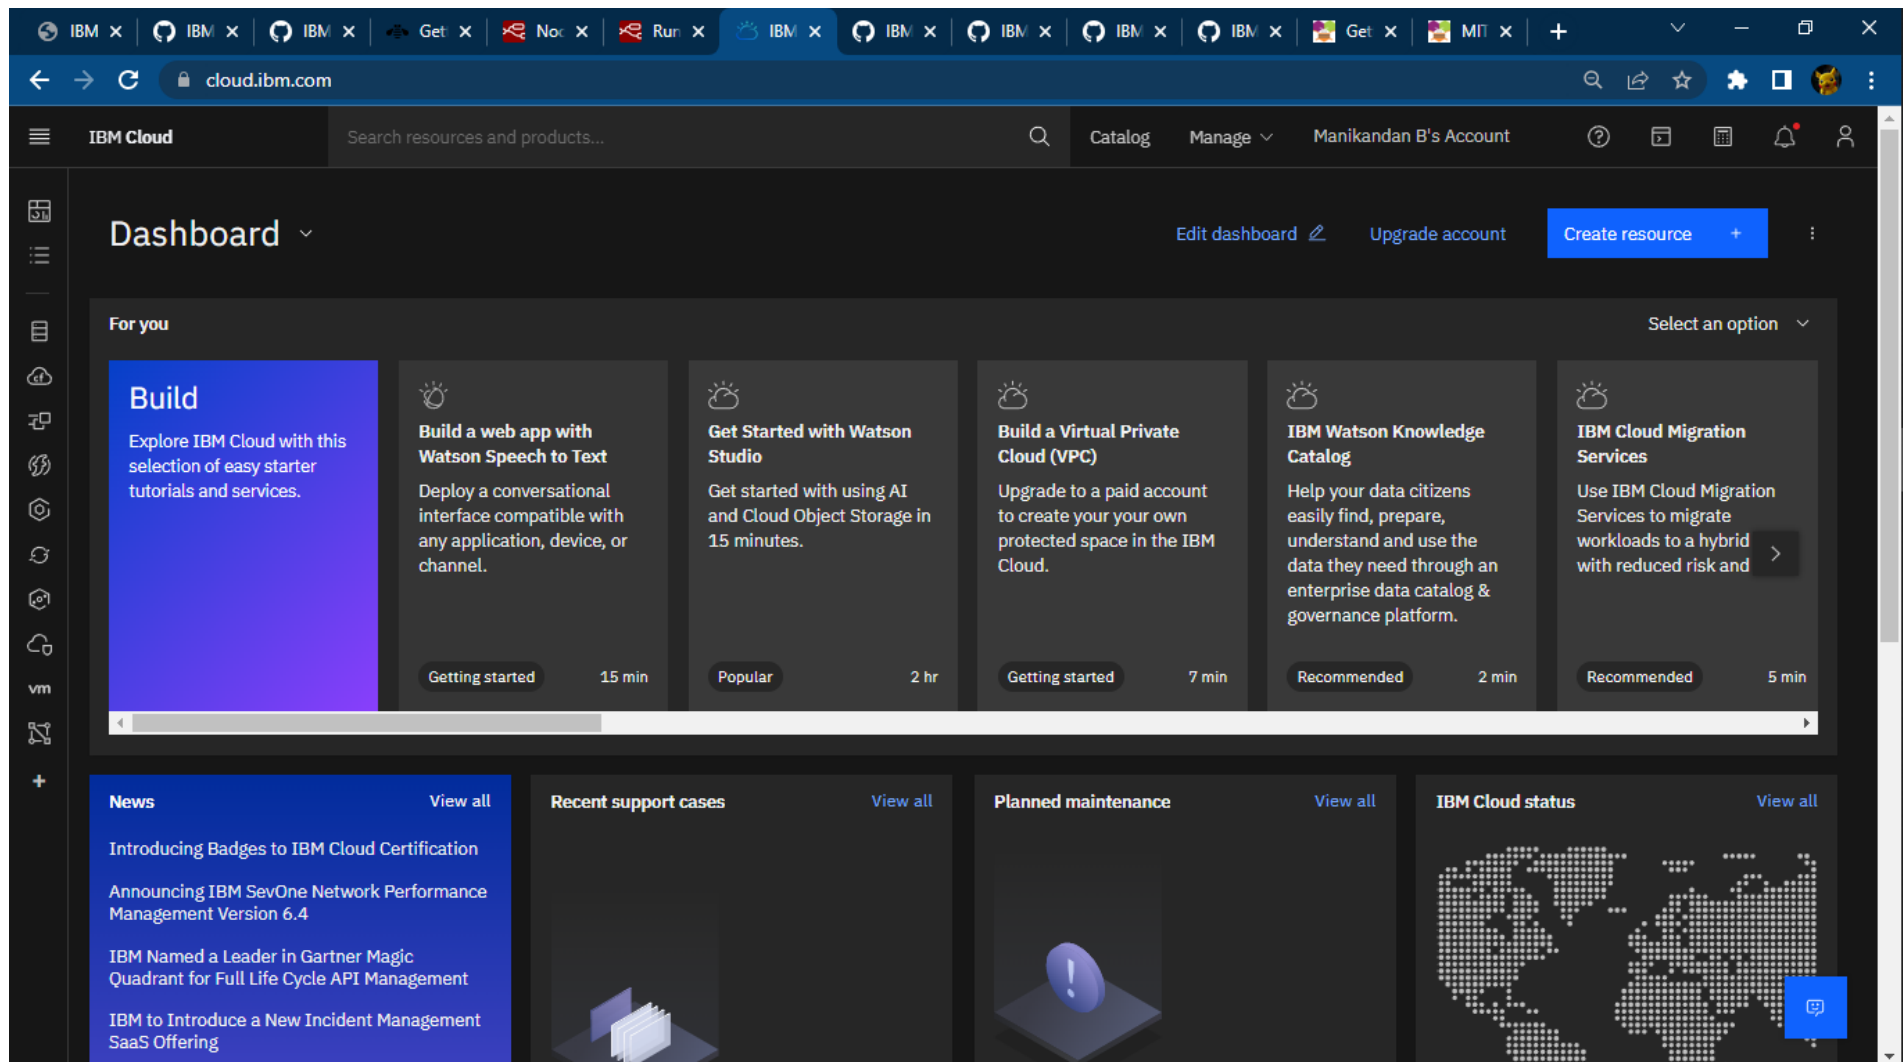 IBM
IBM
IBM
Get
Noc
Run
IBM
IBM
IBM
IBM
IBM
Get
MIT
cloud.ibm.com
IBM Cloud
Search resources and products...
Catalog
Manage
Manikandan B's Account
Dashboard
Edit dashboard
Upgrade account
Create resource +
For you
Select an option
Build
Explore IBM Cloud with this
selection of easy starter
tutorials and services.
Build a web app with
Watson Speech to Text
Deploy a conversational
interface compatible with
any application, device, or
channel.
Getting started
15 min
Get Started with Watson
Studio
Get started with using AI
and Cloud Object Storage in
15 minutes.
Popular
2 hr
Build a Virtual Private
Cloud (VPC)
Upgrade to a paid account
to create your your own
protected space in the IBM
Cloud.
Getting started
7 min
IBM Watson Knowledge
Catalog
Help your data citizens
easily find, prepare,
understand and use the
data they need through an
enterprise data catalog &
governance platform.
Recommended
2 min
IBM Cloud Migration
Services
Use IBM Cloud Migration
Services to migrate
workloads to a hybrid
with reduced risk and
Recommended
5 min
vm
News
View all
Introducing Badges to IBM Cloud Certification
Announcing IBM SevOne Network Performance
Management Version 6.4
IBM Named a Leader in Gartner Magic
Quadrant for Full Life Cycle API Management
IBM to Introduce a New Incident Management
SaaS Offering
Recent support cases
View all
Planned maintenance
View all
IBM Cloud status
View all